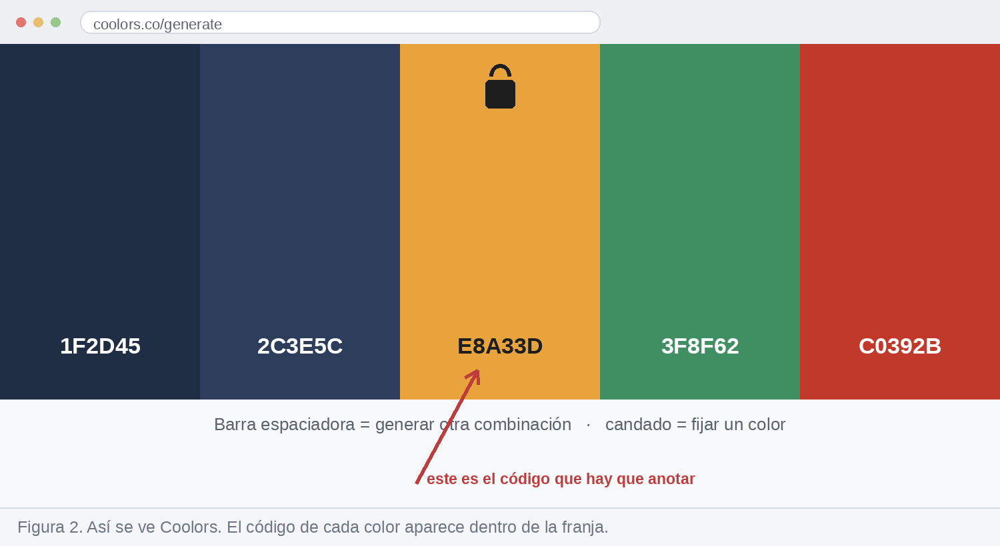 coolors.co/generate
1F2D45
2C3E5C
E8A33D
3F8F62
C0392B
Barra espaciadora = generar otra combinación · candado = fijar un color
este es el código que hay que anotar
Figura 2. Así se ve Coolors. El código de cada color aparece dentro de la franja.